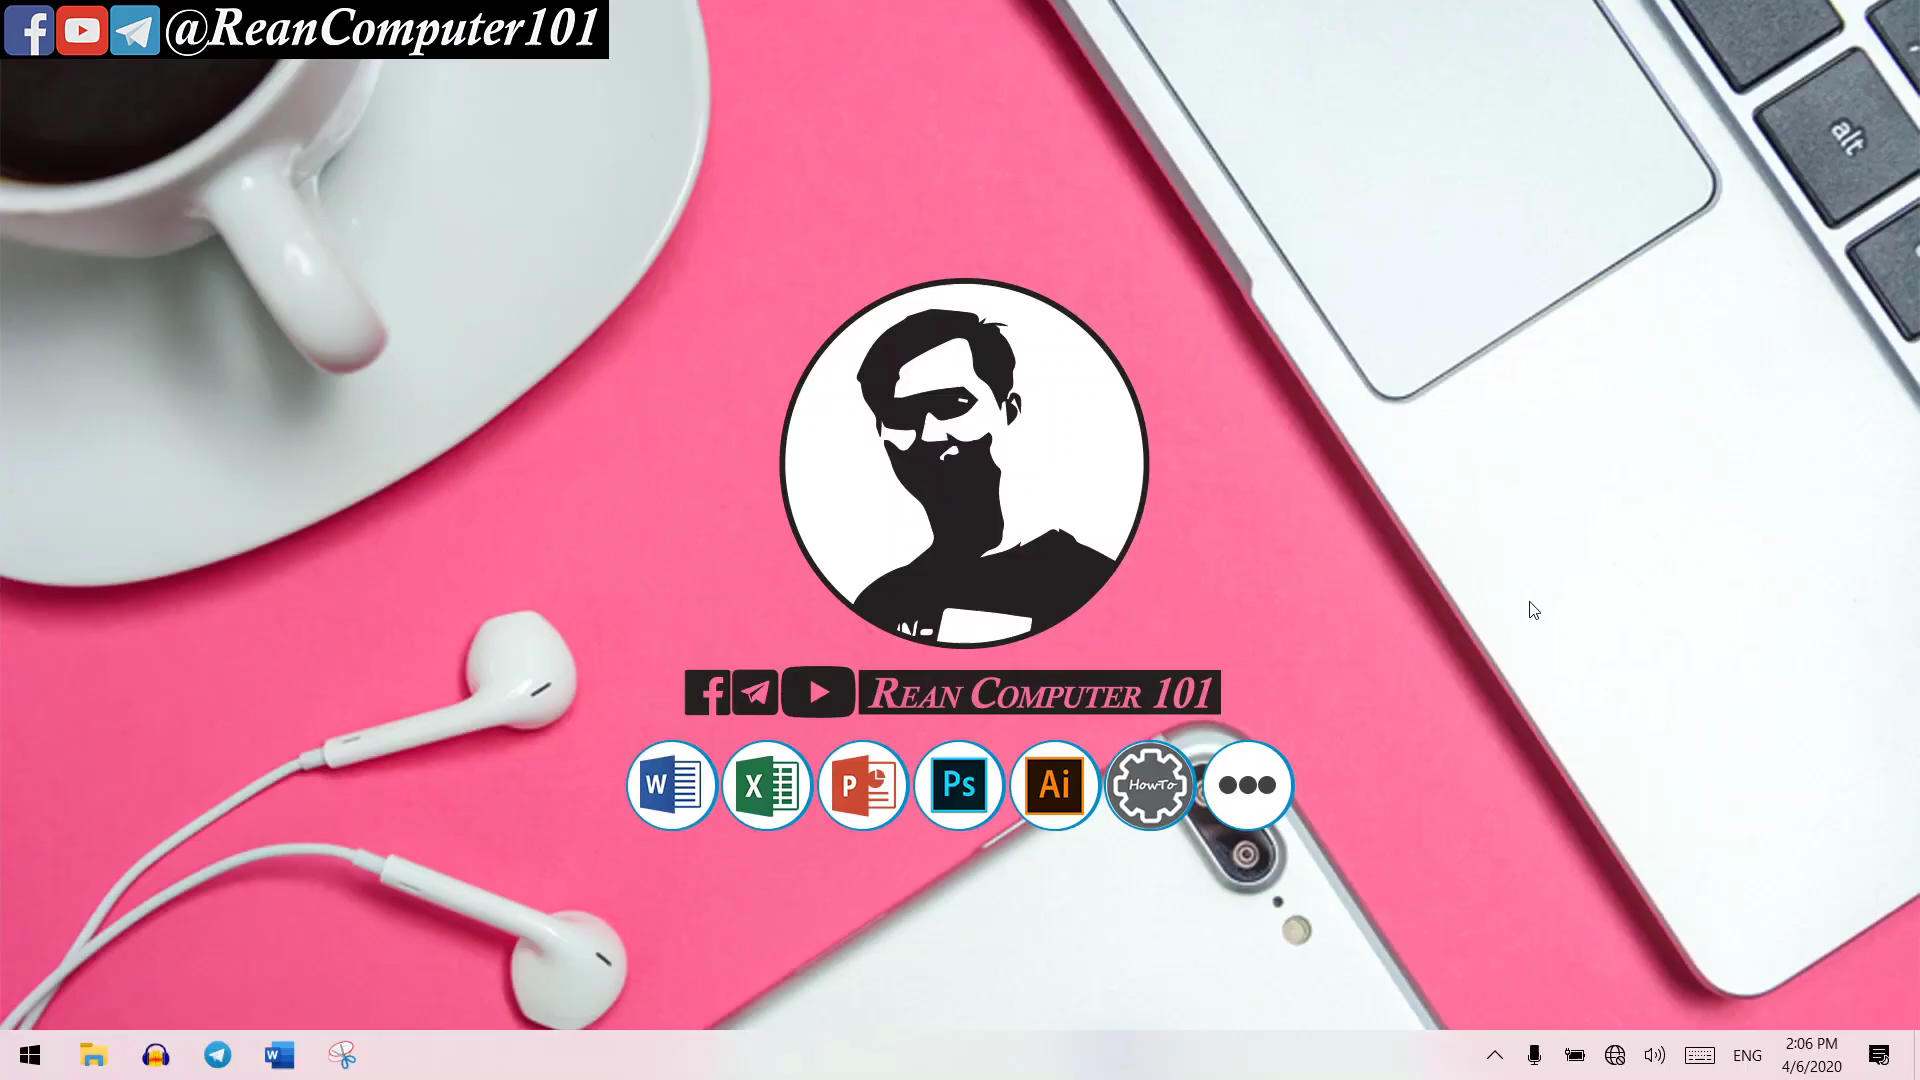 @ReanComputer101
alt
N-
REAN COMPUTER 101
W
X
P
Ps
Ai
HowTo
W
ENG
2:06 PM
4/6/2020